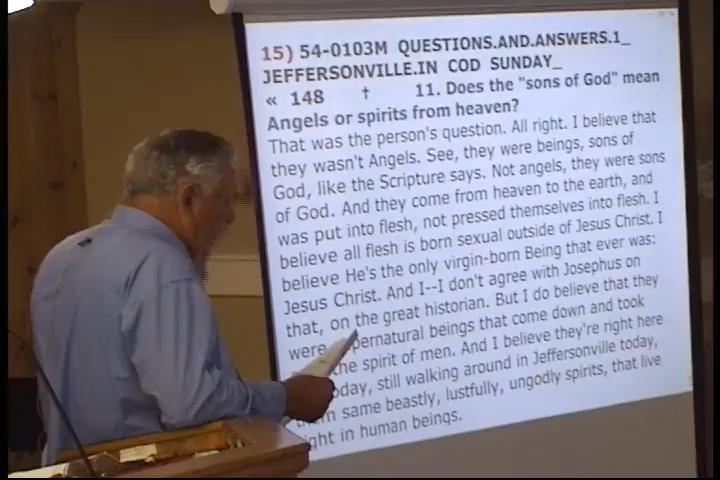 15) 54-0103M QUESTIONS.AND.ANSWERS.1_
JEFFERSONVILLE.IN COD SUNDAY_
« 148 † 11. Does the "sons of God" mean
Angels or spirits from heaven?
That was the person's question. All right. I believe that
they wasn't Angels. See, they were beings, sons of
God, like the Scripture says. Not angels, they were sons
of God. And they come from heaven to the earth, and
was put into flesh, not pressed themselves into flesh. I
believe all flesh is born sexual outside of Jesus Christ. I
believe He's the only virgin-born Being that ever was:
Jesus Christ. And I--I don't agree with Josephus on
that, on the great historian. But I do believe that they
were beings that come down and took
the spirit of men. And I believe they're right here
still walking around in Jeffersonville today,
same beastly, lustfully, ungodly spirits, that live
in human beings.